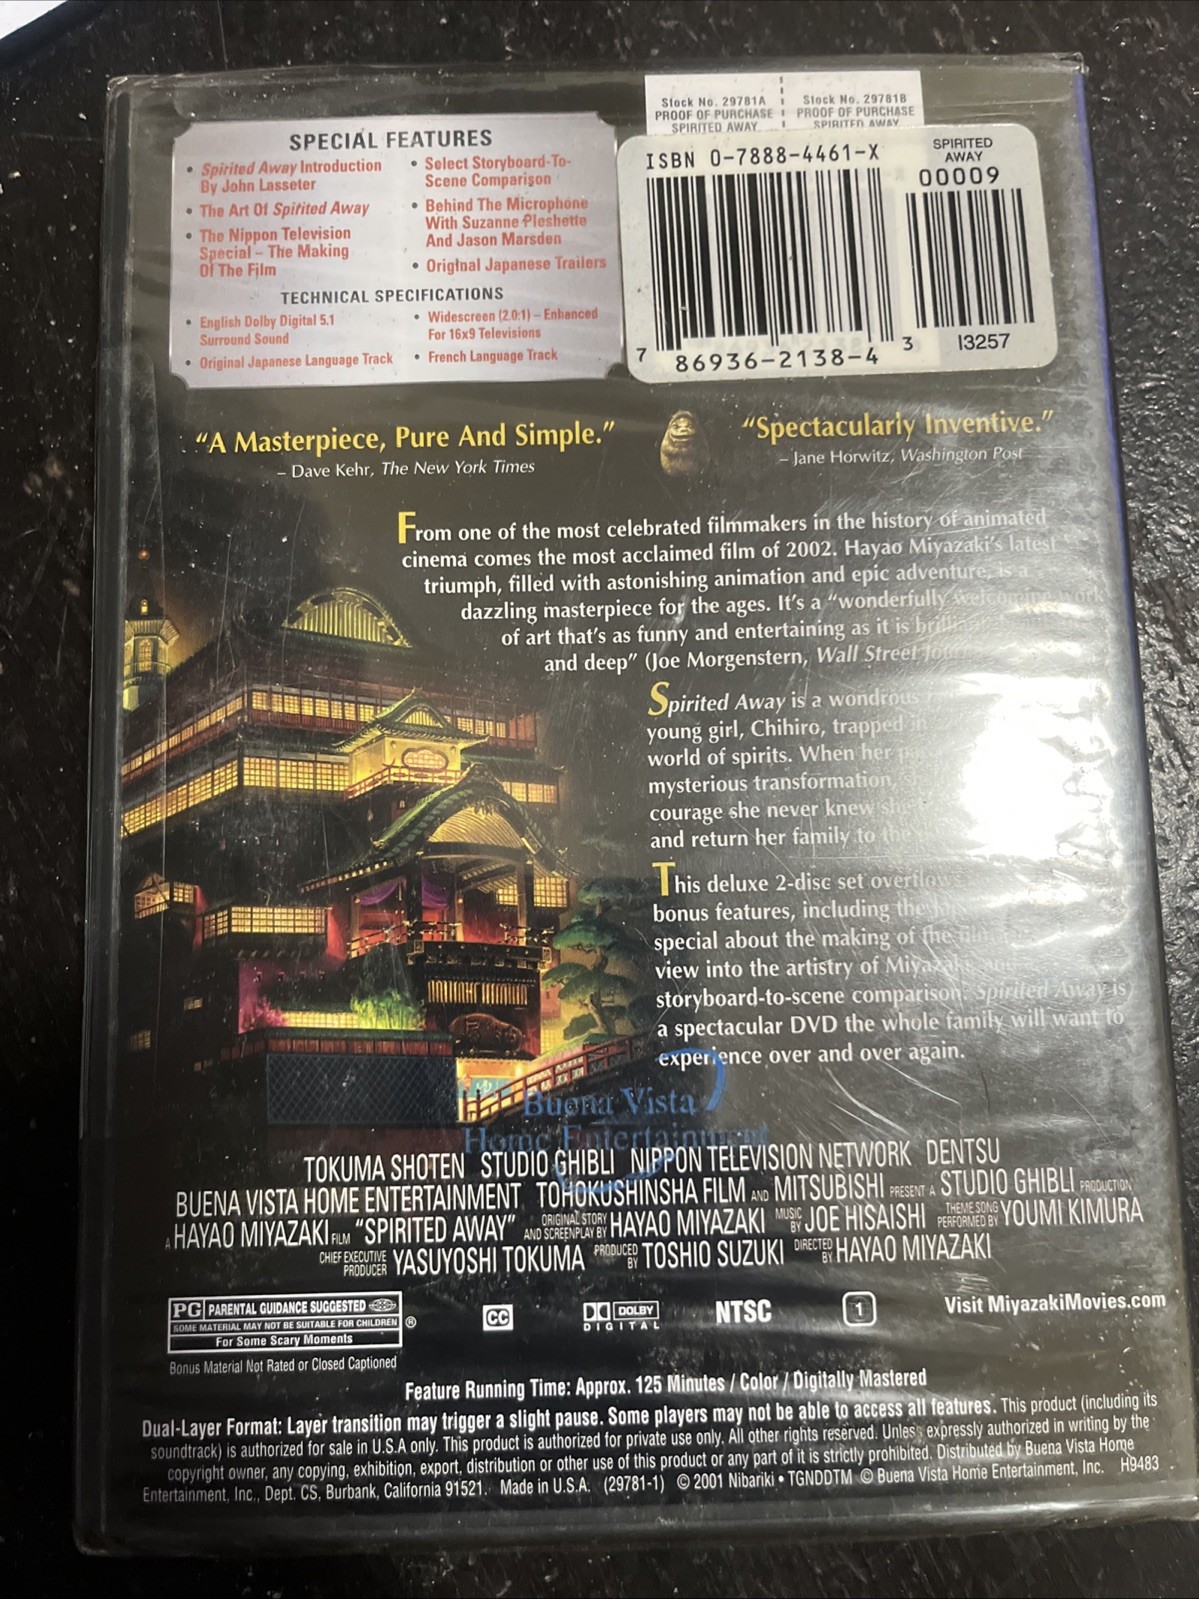 Stock No. 29781A
PROOF OF PURCHASE
SPIRITED AWAY
Stock No. 29781B
PROOF OF PURCHASE
SPIRITED AWAY
SPECIAL FEATURES
• Spirited Away Introduction
By John Lasseter
• The Art Of Spirited Away
• The Nippon Television
Special – The Making
Of The Film
• Select Storyboard-To-
Scene Comparison
• Behind The Microphone
With Suzanne Pleshette
And Jason Marsden
• Original Japanese Trailers
TECHNICAL SPECIFICATIONS
• English Dolby Digital 5.1
Surround Sound
• Original Japanese Language Track
• Widescreen (2.0:1) – Enhanced
For 16x9 Televisions
• French Language Track
ISBN 0-7888-4461-X
SPIRITED
AWAY
00009
7 86936-2138-4 3
13257
“A Masterpiece, Pure And Simple.”
– Dave Kehr, The New York Times
“Spectacularly Inventive.”
– Jane Horwitz, Washington Post
From one of the most celebrated filmmakers in the history of animated
cinema comes the most acclaimed film of 2002. Hayao Miyazaki's latest
triumph, filled with astonishing animation and epic adventure, is a
dazzling masterpiece for the ages. It's a “wonderfully welcoming work
of art that's as funny and entertaining as it is
and deep” (Joe Morgenstern, Wall Street
Spirited Away is a wondrous
young girl, Chihiro, trapped
world of spirits. When her
mysterious transformation,
courage she never knew
and return her family to the
This deluxe 2-disc set overflows
bonus features, including the
special about the making of the film
view into the artistry of
storyboard-to-scene comparison. Spirited Away is
a spectacular DVD the whole family will want to
experience over and over again.
Buena Vista
Home Entertainment
TOKUMA SHOTEN STUDIO GHIBLI NIPPON TELEVISION NETWORK DENTSU
BUENA VISTA HOME ENTERTAINMENT TOHOKUSHINSHA FILM AND MITSUBISHI PRESENT A STUDIO GHIBLI PRODUCTION
A HAYAO MIYAZAKI FILM “SPIRITED AWAY” ORIGINAL STORY AND SCREENPLAY BY HAYAO MIYAZAKI MUSIC BY JOE HISAISHI THEME SONG PERFORMED BY YOUMI KIMURA
CHIEF EXECUTIVE PRODUCER YASUYOSHI TOKUMA PRODUCED BY TOSHIO SUZUKI DIRECTED BY HAYAO MIYAZAKI
PG PARENTAL GUIDANCE SUGGESTED
SOME MATERIAL MAY NOT BE SUITABLE FOR CHILDREN ®
For Some Scary Moments
Bonus Material Not Rated or Closed Captioned
CC
DOLBY
DIGITAL
NTSC
1
Visit MiyazakiMovies.com
Feature Running Time: Approx. 125 Minutes / Color / Digitally Mastered
Dual-Layer Format: Layer transition may trigger a slight pause. Some players may not be able to access all features. This product (including its
soundtrack) is authorized for sale in U.S.A only. This product is authorized for private use only. All other rights reserved. Unless expressly authorized in writing by the
copyright owner, any copying, exhibition, export, distribution or other use of this product or any part of it is strictly prohibited. Distributed by Buena Vista Home
Entertainment, Inc., Dept. CS, Burbank, California 91521. Made in U.S.A. (29781-1) © 2001 Nibariki • TGNDDTM © Buena Vista Home Entertainment, Inc. H9483